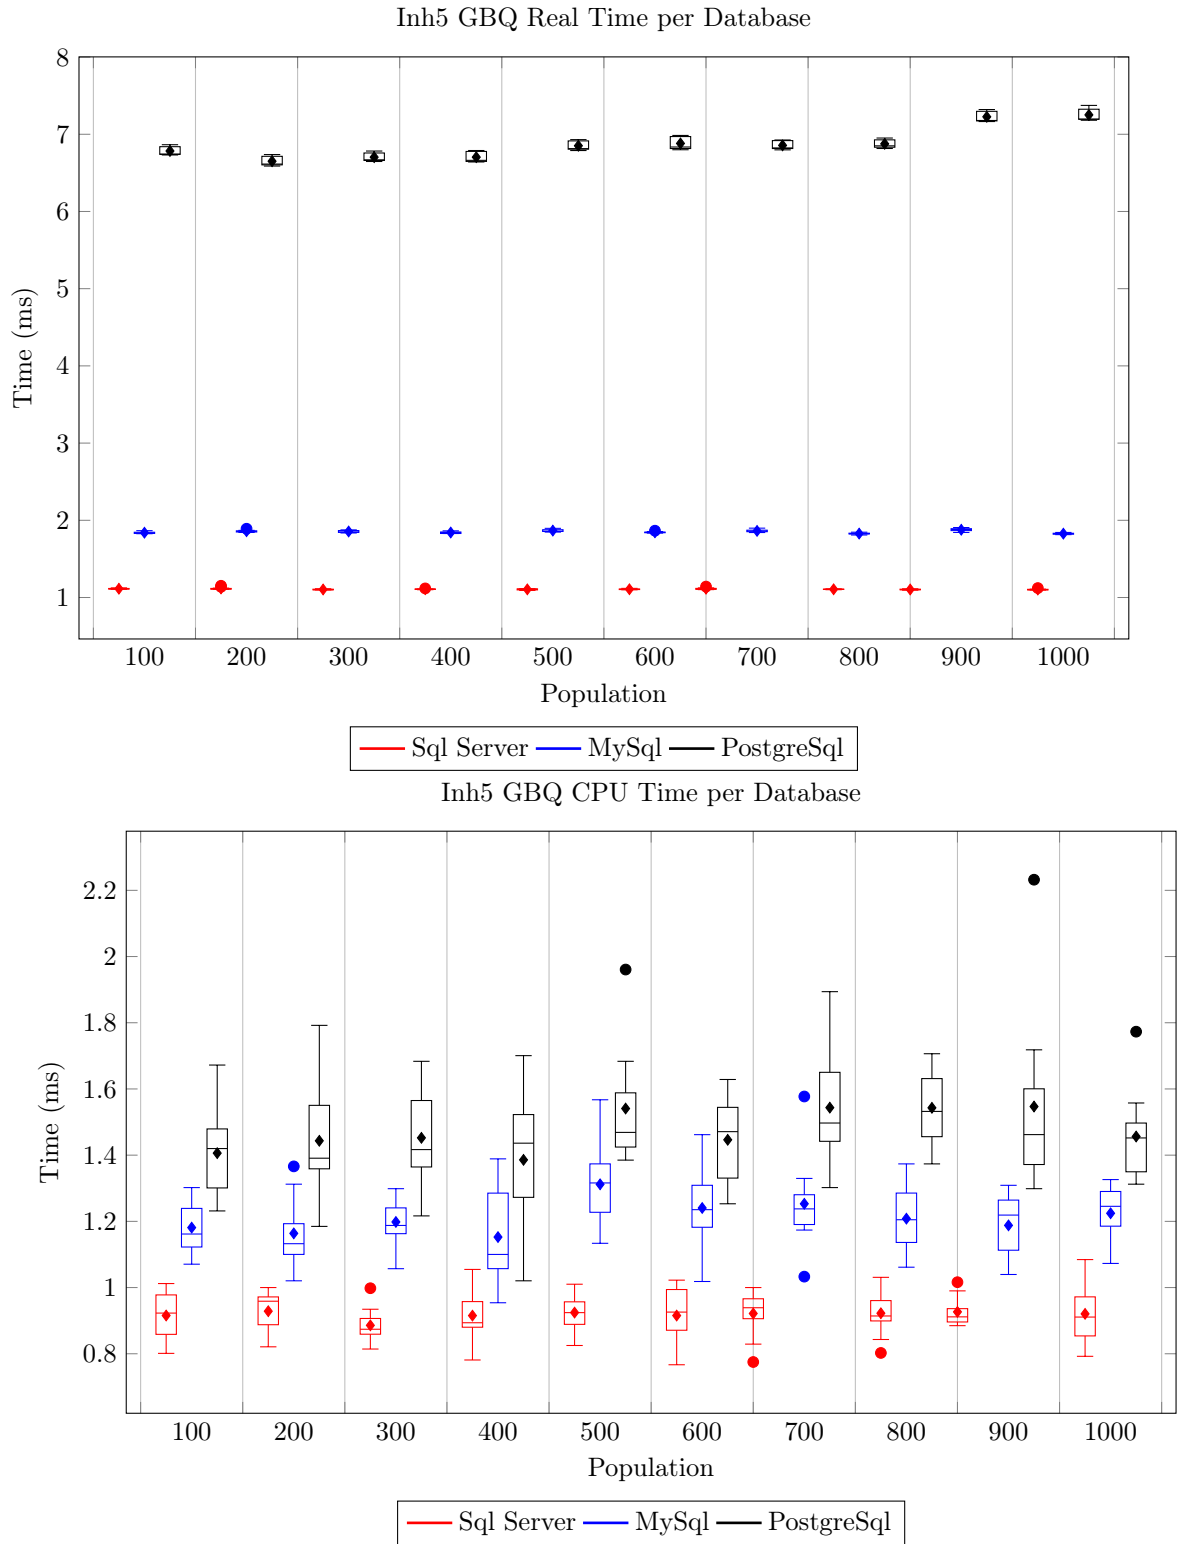 Inh5 GBQ Real Time per Database
8
7
6
5
4
3
2
1
Time (ms)
100 200 300 400 500 600 700 800 900 1000
Population
Sql Server MySql PostgreSql
Inh5 GBQ CPU Time per Database
2.2
2
1.8
1.6
1.4
1.2
1
0.8
Time (ms)
100 200 300 400 500 600 700 800 900 1000
Population
Sql Server MySql PostgreSql